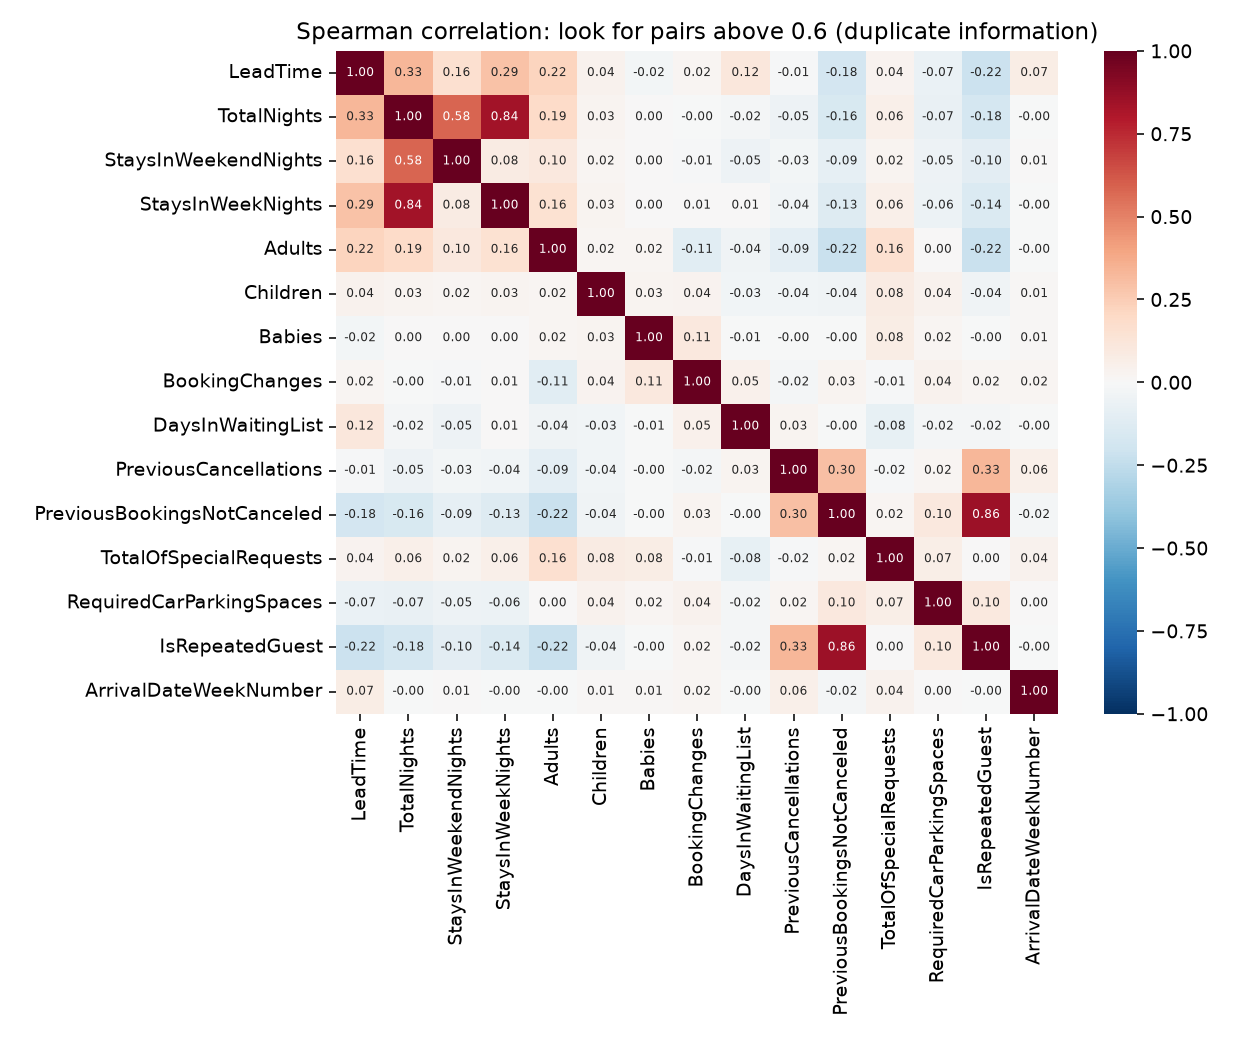 Spearman correlation: look for pairs above 0.6 (duplicate information)
LeadTime 1.00 0.33 0.16 0.29 0.22 0.04 -0.02 0.02 0.12 -0.01 -0.18 0.04 -0.07 -0.22 0.07
TotalNights 0.33 1.00 0.58 0.84 0.19 0.03 0.00 -0.00 -0.02 -0.05 -0.16 0.06 -0.07 -0.18 -0.00
StaysInWeekendNights 0.16 0.58 1.00 0.08 0.10 0.02 0.00 -0.01 -0.05 -0.03 -0.09 0.02 -0.05 -0.10 0.01
StaysInWeekNights 0.29 0.84 0.08 1.00 0.16 0.03 0.00 0.01 0.01 -0.04 -0.13 0.06 -0.06 -0.14 -0.00
Adults 0.22 0.19 0.10 0.16 1.00 0.02 0.02 -0.11 -0.04 -0.09 -0.22 0.16 0.00 -0.22 -0.00
Children 0.04 0.03 0.02 0.03 0.02 1.00 0.03 0.04 -0.03 -0.04 -0.04 0.08 0.04 -0.04 0.01
Babies -0.02 0.00 0.00 0.00 0.02 0.03 1.00 0.11 -0.01 -0.00 -0.00 0.08 0.02 -0.00 0.01
BookingChanges 0.02 -0.00 -0.01 0.01 -0.11 0.04 0.11 1.00 0.05 -0.02 0.03 -0.01 0.04 0.02 0.02
DaysInWaitingList 0.12 -0.02 -0.05 0.01 -0.04 -0.03 -0.01 0.05 1.00 0.03 -0.00 -0.08 -0.02 -0.02 -0.00
PreviousCancellations -0.01 -0.05 -0.03 -0.04 -0.09 -0.04 -0.00 -0.02 0.03 1.00 0.30 -0.02 0.02 0.33 0.06
PreviousBookingsNotCanceled -0.18 -0.16 -0.09 -0.13 -0.22 -0.04 -0.00 0.03 -0.00 0.30 1.00 0.02 0.10 0.86 -0.02
TotalOfSpecialRequests 0.04 0.06 0.02 0.06 0.16 0.08 0.08 -0.01 -0.08 -0.02 0.02 1.00 0.07 0.00 0.04
RequiredCarParkingSpaces -0.07 -0.07 -0.05 -0.06 0.00 0.04 0.02 0.04 -0.02 0.02 0.10 0.07 1.00 0.10 0.00
IsRepeatedGuest -0.22 -0.18 -0.10 -0.14 -0.22 -0.04 -0.00 0.02 -0.02 0.33 0.86 0.00 0.10 1.00 -0.00
ArrivalDateWeekNumber 0.07 -0.00 0.01 -0.00 -0.00 0.01 0.01 0.02 -0.00 0.06 -0.02 0.04 0.00 -0.00 1.00
LeadTime
TotalNights
StaysInWeekendNights
StaysInWeekNights
Adults
Children
Babies
BookingChanges
DaysInWaitingList
PreviousCancellations
PreviousBookingsNotCanceled
TotalOfSpecialRequests
RequiredCarParkingSpaces
IsRepeatedGuest
ArrivalDateWeekNumber
1.00
0.75
0.50
0.25
0.00
−0.25
−0.50
−0.75
−1.00